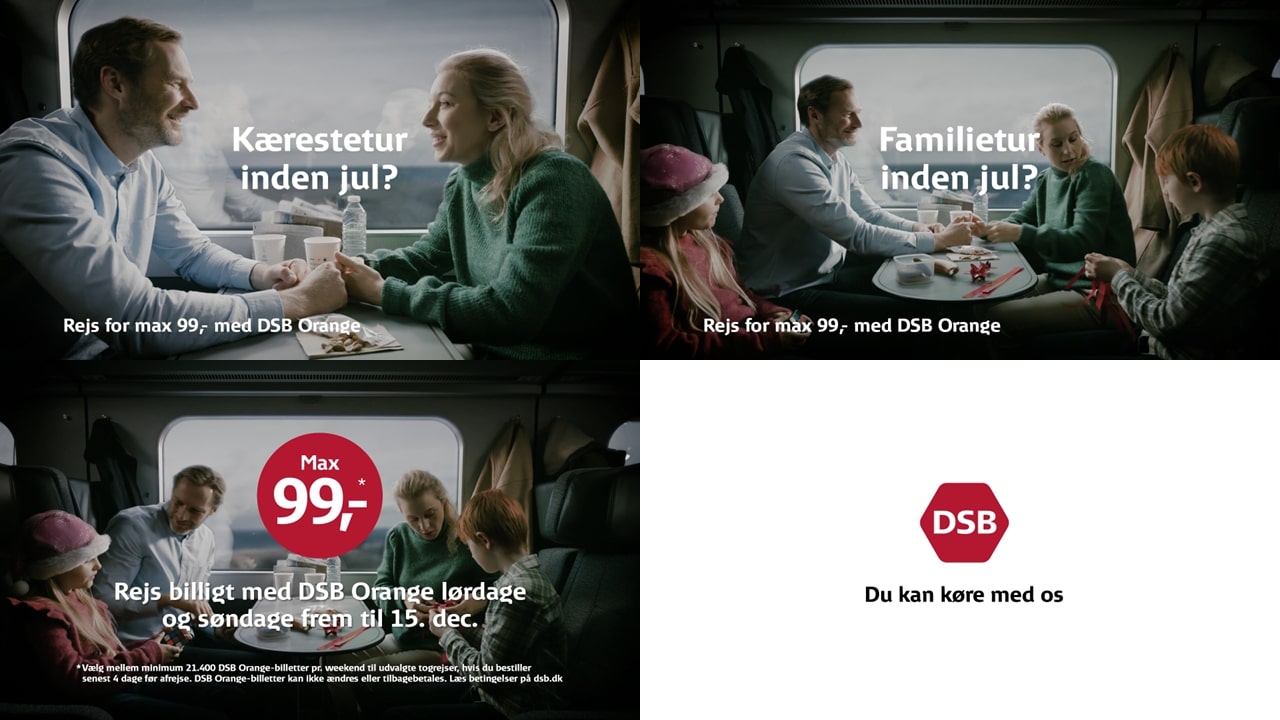 Kærestetur
inden jul?
Rejs for max 99,- med DSB Orange
Familietur
inden jul?
Rejs for max 99,- med DSB Orange
Max
99,-*
Rejs billigt med DSB Orange lørdage
og søndage frem til 15. dec.
*Vælg mellem minimum 21.400 DSB Orange-billetter pr. weekend til udvalgte togrejser, hvis du bestiller
senest 4 dage før afrejse. DSB Orange-billetter kan ikke ændres eller tilbagebetales. Læs betingelser på dsb.dk
DSB
Du kan køre med os